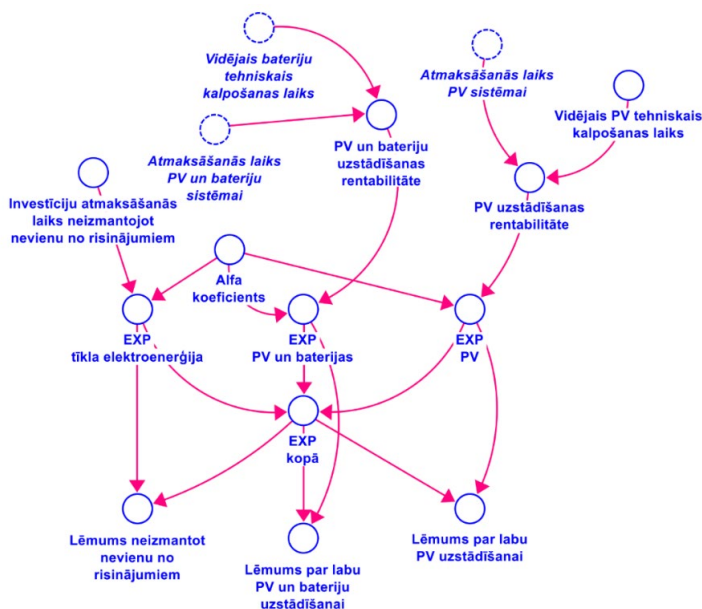 Vidējais bateriju
tehniskais
kalpošanas laiks
Atmaksāšanās laiks
PV sistēmai
Vidējais PV tehniskais
kalpošanas laiks
Atmaksāšanās laiks
PV un bateriju
sistēmai
PV un bateriju
uzstādīšanas
rentabilitāte
PV uzstādīšanas
rentabilitāte
Investīciju atmaksāšanās
laiks neizmantojot
nevienu no risinājumiem
Alfa
koeficients
EXP
tīkla elektroenerģija
EXP
PV un baterijas
EXP
PV
EXP
kopā
Lēmums neizmantot
nevienu no
risinājumiem
Lēmums par labu
PV un bateriju
uzstādīšanai
Lēmums par labu
PV uzstādīšanai